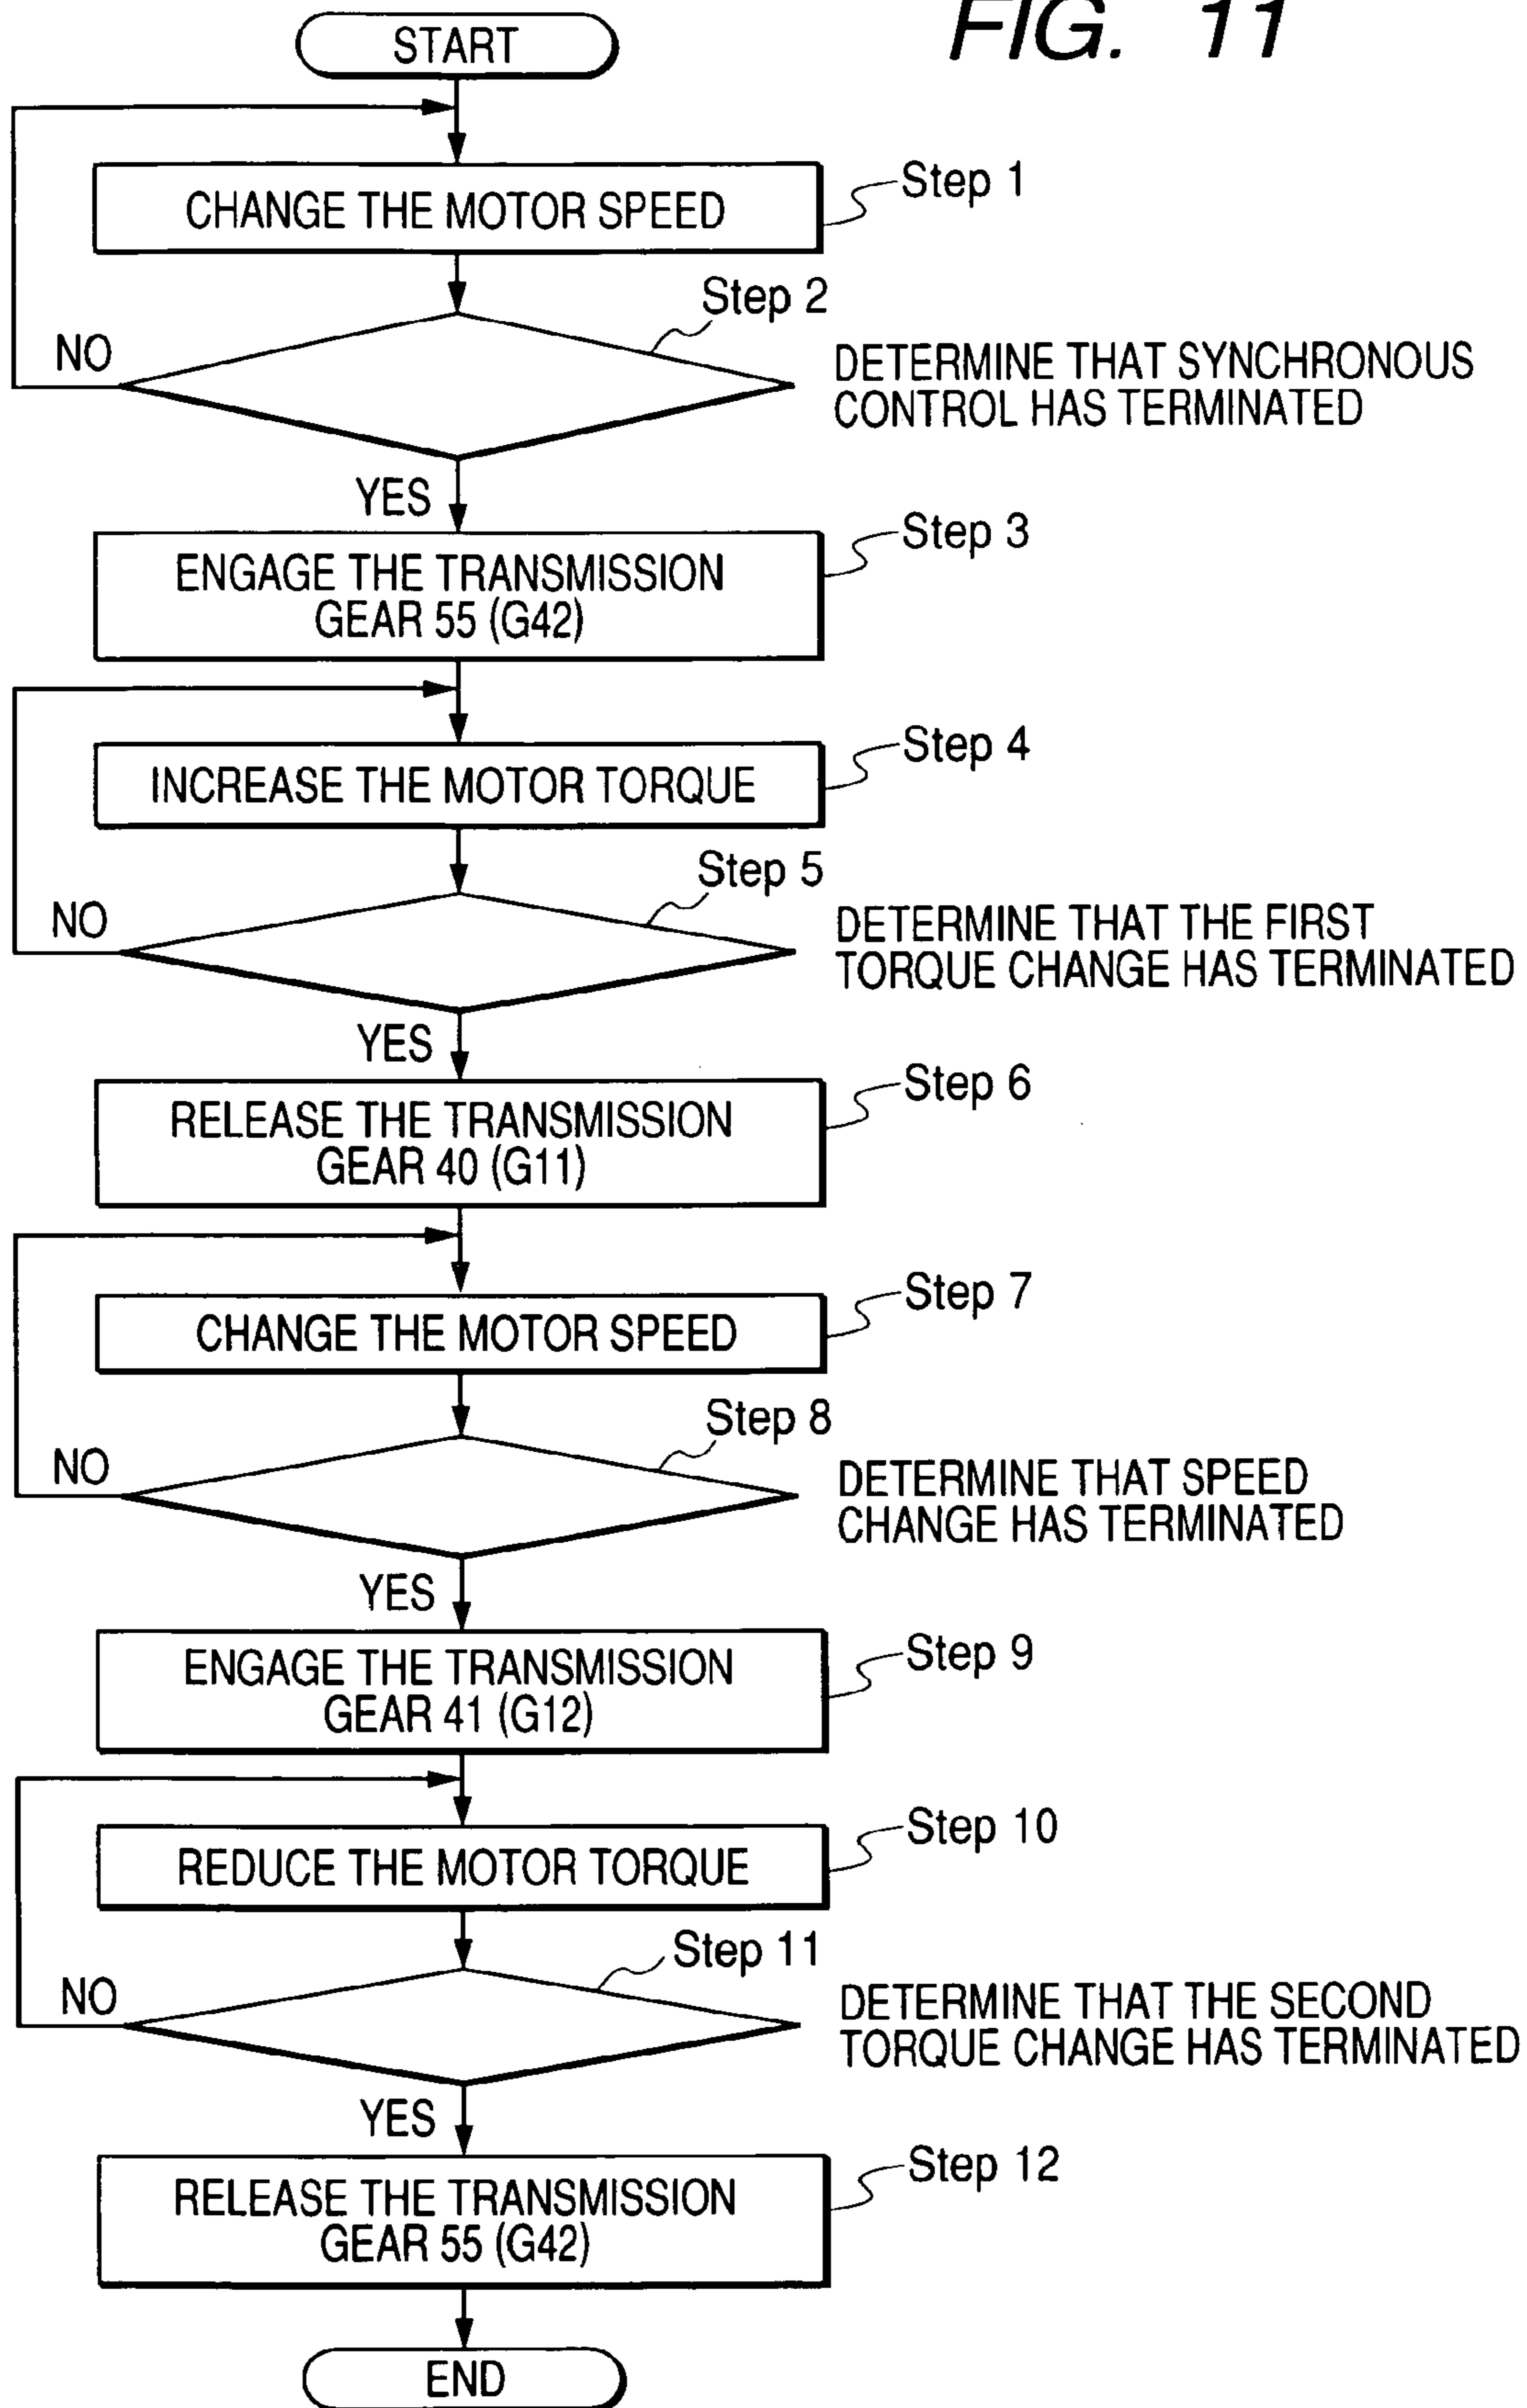 FIG. 11
START
CHANGE THE MOTOR SPEED
Step 1
Step 2
NO
DETERMINE THAT SYNCHRONOUS
CONTROL HAS TERMINATED
YES
ENGAGE THE TRANSMISSION
GEAR 55 (G42)
Step 3
INCREASE THE MOTOR TORQUE
Step 4
Step 5
NO
DETERMINE THAT THE FIRST
TORQUE CHANGE HAS TERMINATED
YES
RELEASE THE TRANSMISSION
GEAR 40 (G11)
Step 6
CHANGE THE MOTOR SPEED
Step 7
Step 8
NO
DETERMINE THAT SPEED
CHANGE HAS TERMINATED
YES
ENGAGE THE TRANSMISSION
GEAR 41 (G12)
Step 9
REDUCE THE MOTOR TORQUE
Step 10
Step 11
NO
DETERMINE THAT THE SECOND
TORQUE CHANGE HAS TERMINATED
YES
RELEASE THE TRANSMISSION
GEAR 55 (G42)
Step 12
END